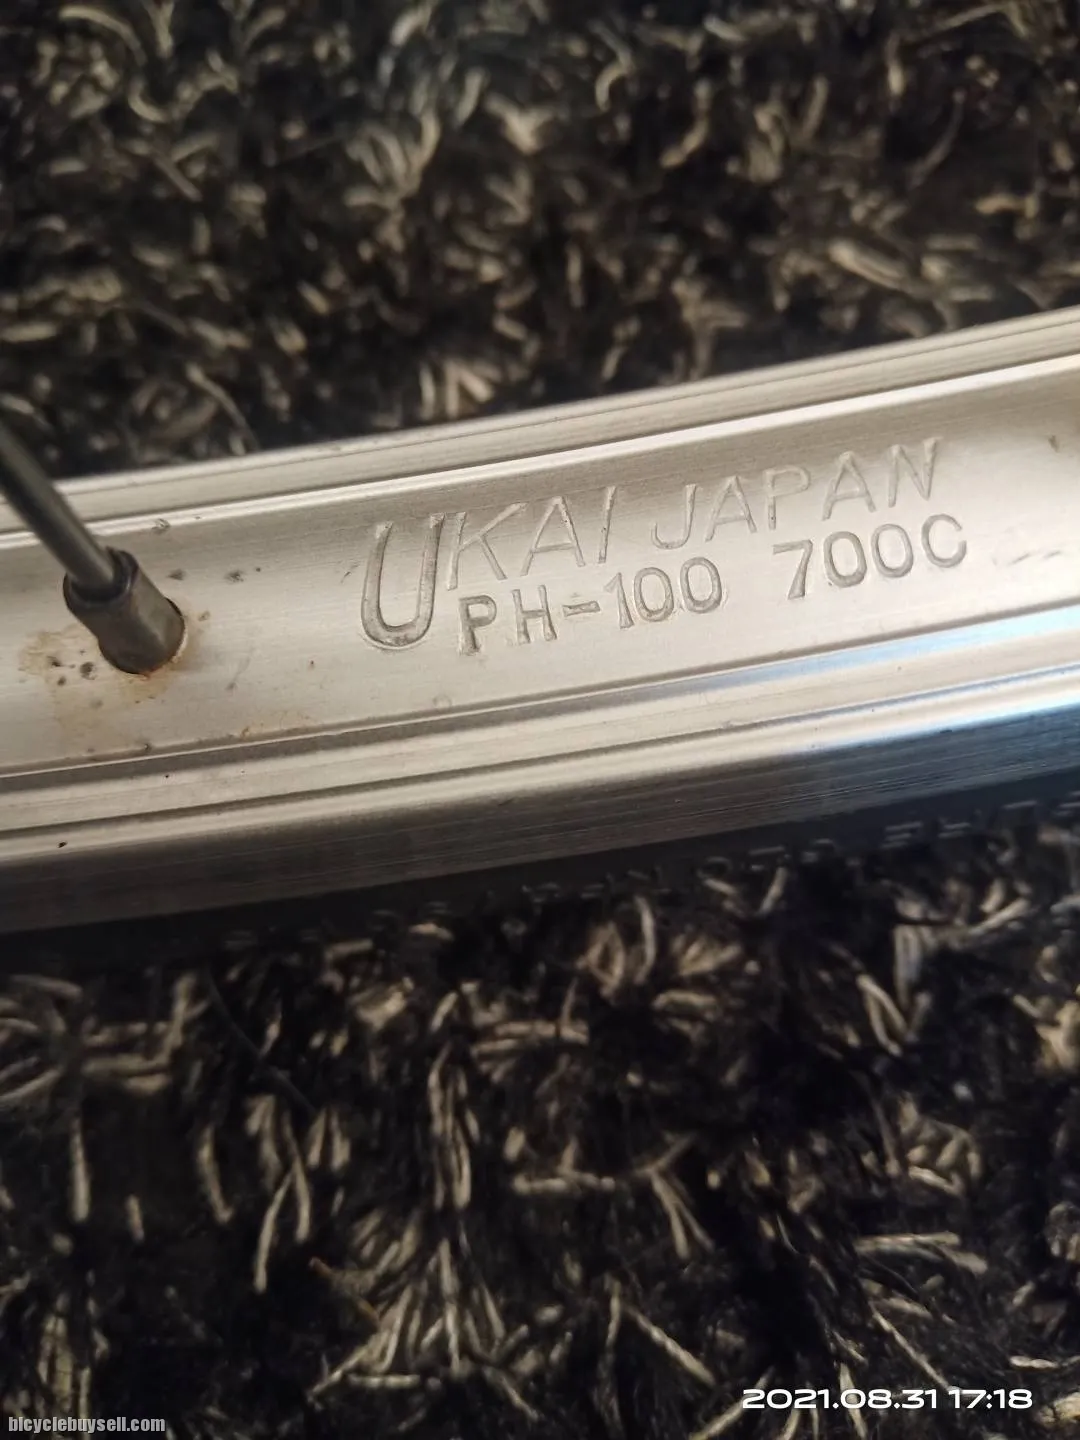 UKAI JAPAN
PH-100 700C
2021.08.31 17:18
bicyclebuysell.com